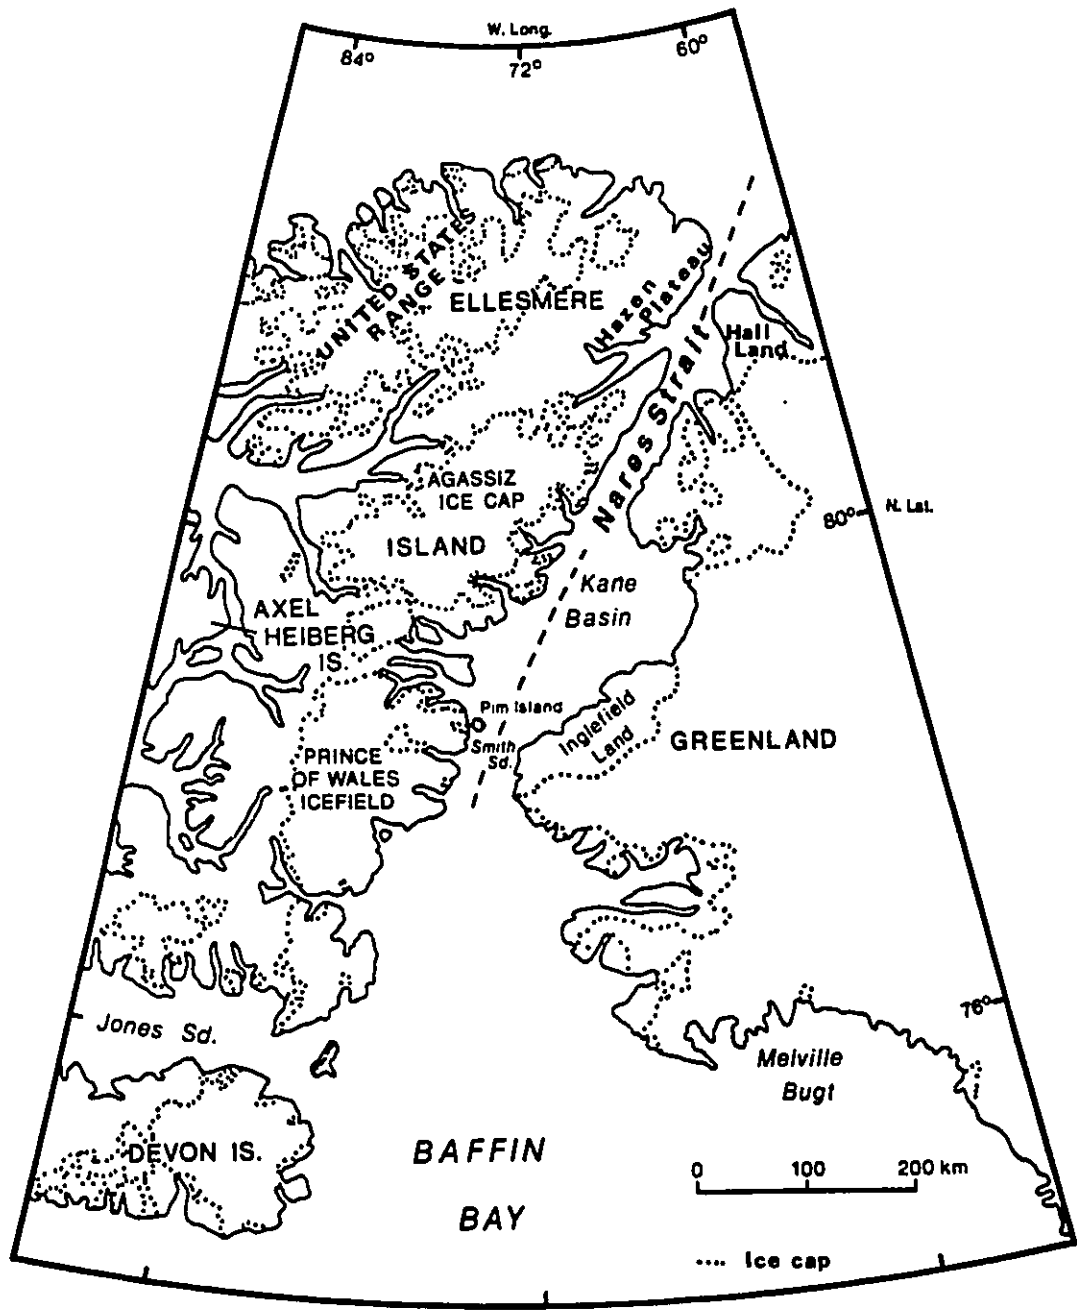 W. Long.
84°
72°
60°
UNITED STATES
RANGE
ELLESMERE
Hazen
Plateau
Hall
Land
Nares Strait
AGASSIZ
ICE CAP
80°
N. Lat.
ISLAND
Kane
Basin
AXEL
HEIBERG
IS.
Pim Island
Smith
Sd.
Inglefield
Land
GREENLAND
PRINCE
OF WALES
ICEFIELD
76°
Jones Sd.
Melville
Bugt
DEVON IS.
BAFFIN
BAY
0 100 200 km
Ice cap